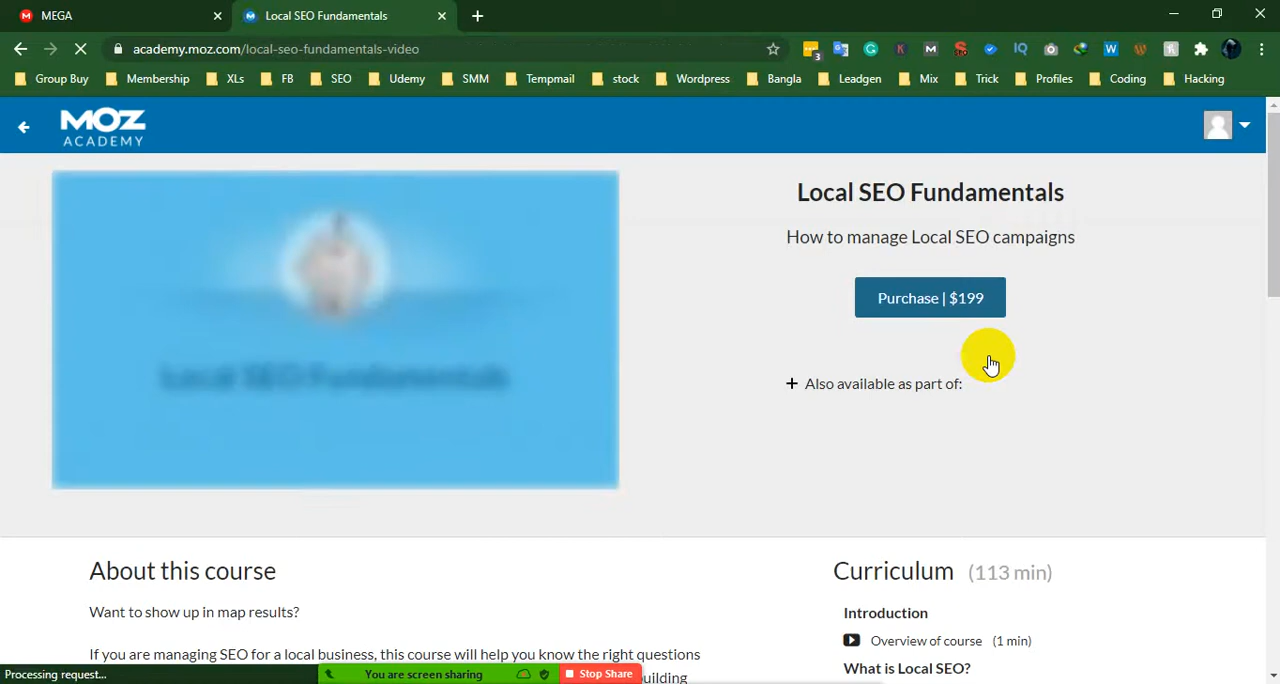 MEGA
Local SEO Fundamentals
academy.moz.com/local-seo-fundamentals-video
3
IQ
W
Group Buy
Membership
XLs
FB
SEO
Udemy
SMM
Tempmail
stock
Wordpress
Bangla
Leadgen
Mix
Trick
Profiles
Coding
Hacking
MOZ
ACADEMY
Local SEO Fundamentals
Local SEO Fundamentals
How to manage Local SEO campaigns
Purchase | $199
+ Also available as part of:
About this course
Want to show up in map results?
If you are managing SEO for a local business, this course will help you know the right questions
Curriculum (113 min)
Introduction
Overview of course (1 min)
What is Local SEO?
Processing request...
You are screen sharing
Stop Share